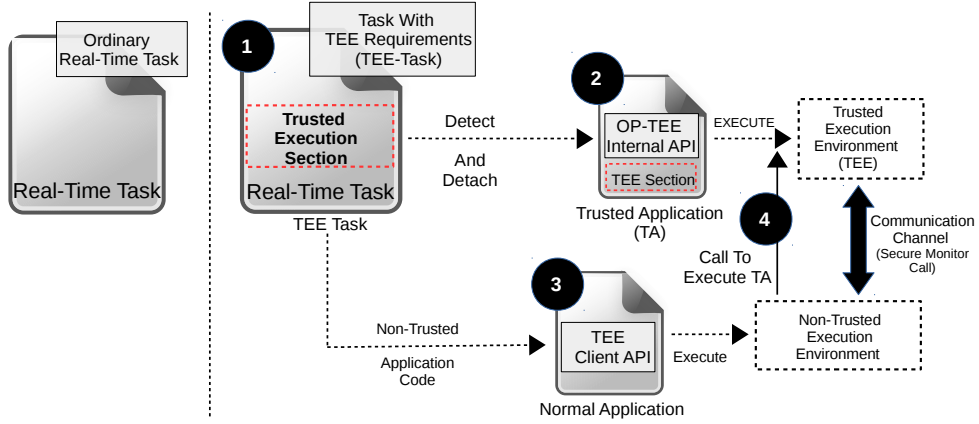 Ordinary
Real-Time Task
Real-Time Task
1
Task With
TEE Requirements
(TEE-Task)
Trusted
Execution
Section
Real-Time Task
TEE Task
Detect
And
Detach
2
OP-TEE
Internal API
TEE Section
Trusted Application
(TA)
EXECUTE
Trusted
Execution
Environment
(TEE)
4
Call To
Execute TA
Communication
Channel
(Secure Monitor
Call)
Non-Trusted
Application
Code
3
TEE
Client API
Normal Application
Execute
Non-Trusted
Execution
Environment